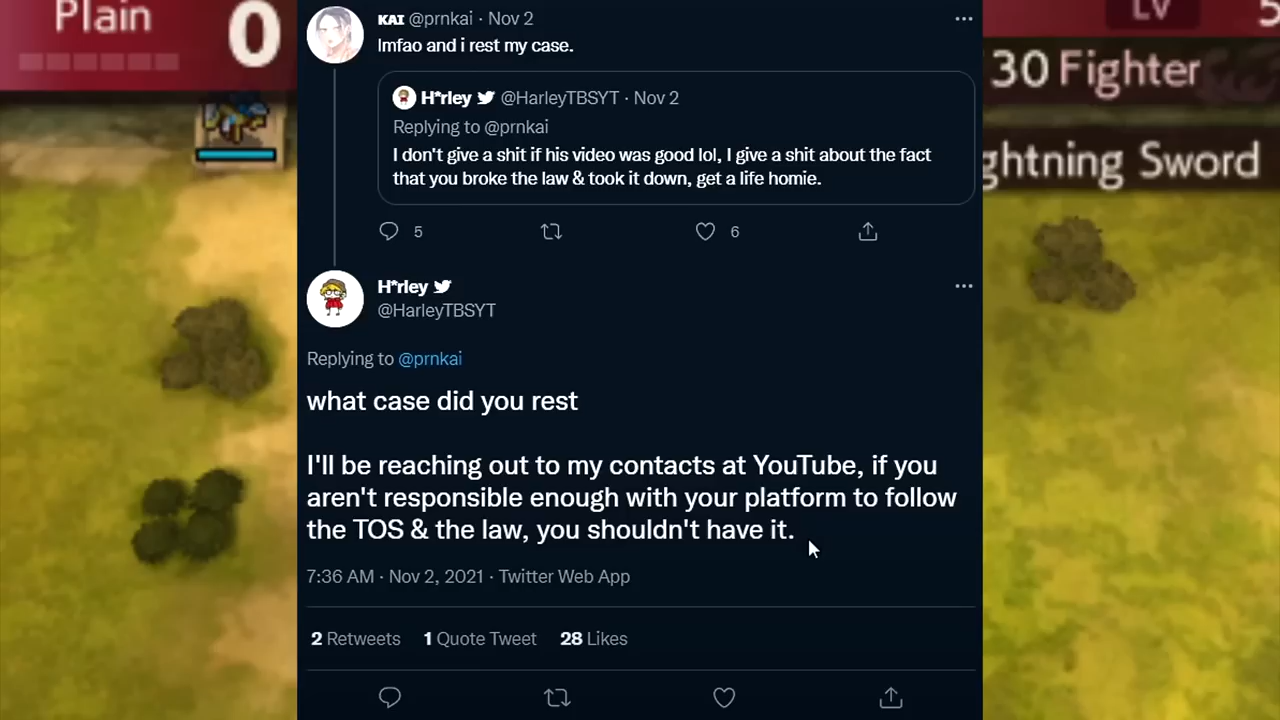 Plain
0
LV
5
30 Fighter
ghtning Sword
KAI @prnkai · Nov 2
lmfao and i rest my case.
H*rley @HarleyTBSYT · Nov 2
Replying to @prnkai
I don't give a shit if his video was good lol, I give a shit about the fact
that you broke the law & took it down, get a life homie.
5
6
H*rley
@HarleyTBSYT
Replying to @prnkai
what case did you rest
I'll be reaching out to my contacts at YouTube, if you
aren't responsible enough with your platform to follow
the TOS & the law, you shouldn't have it.
7:36 AM · Nov 2, 2021 · Twitter Web App
2 Retweets 1 Quote Tweet 28 Likes